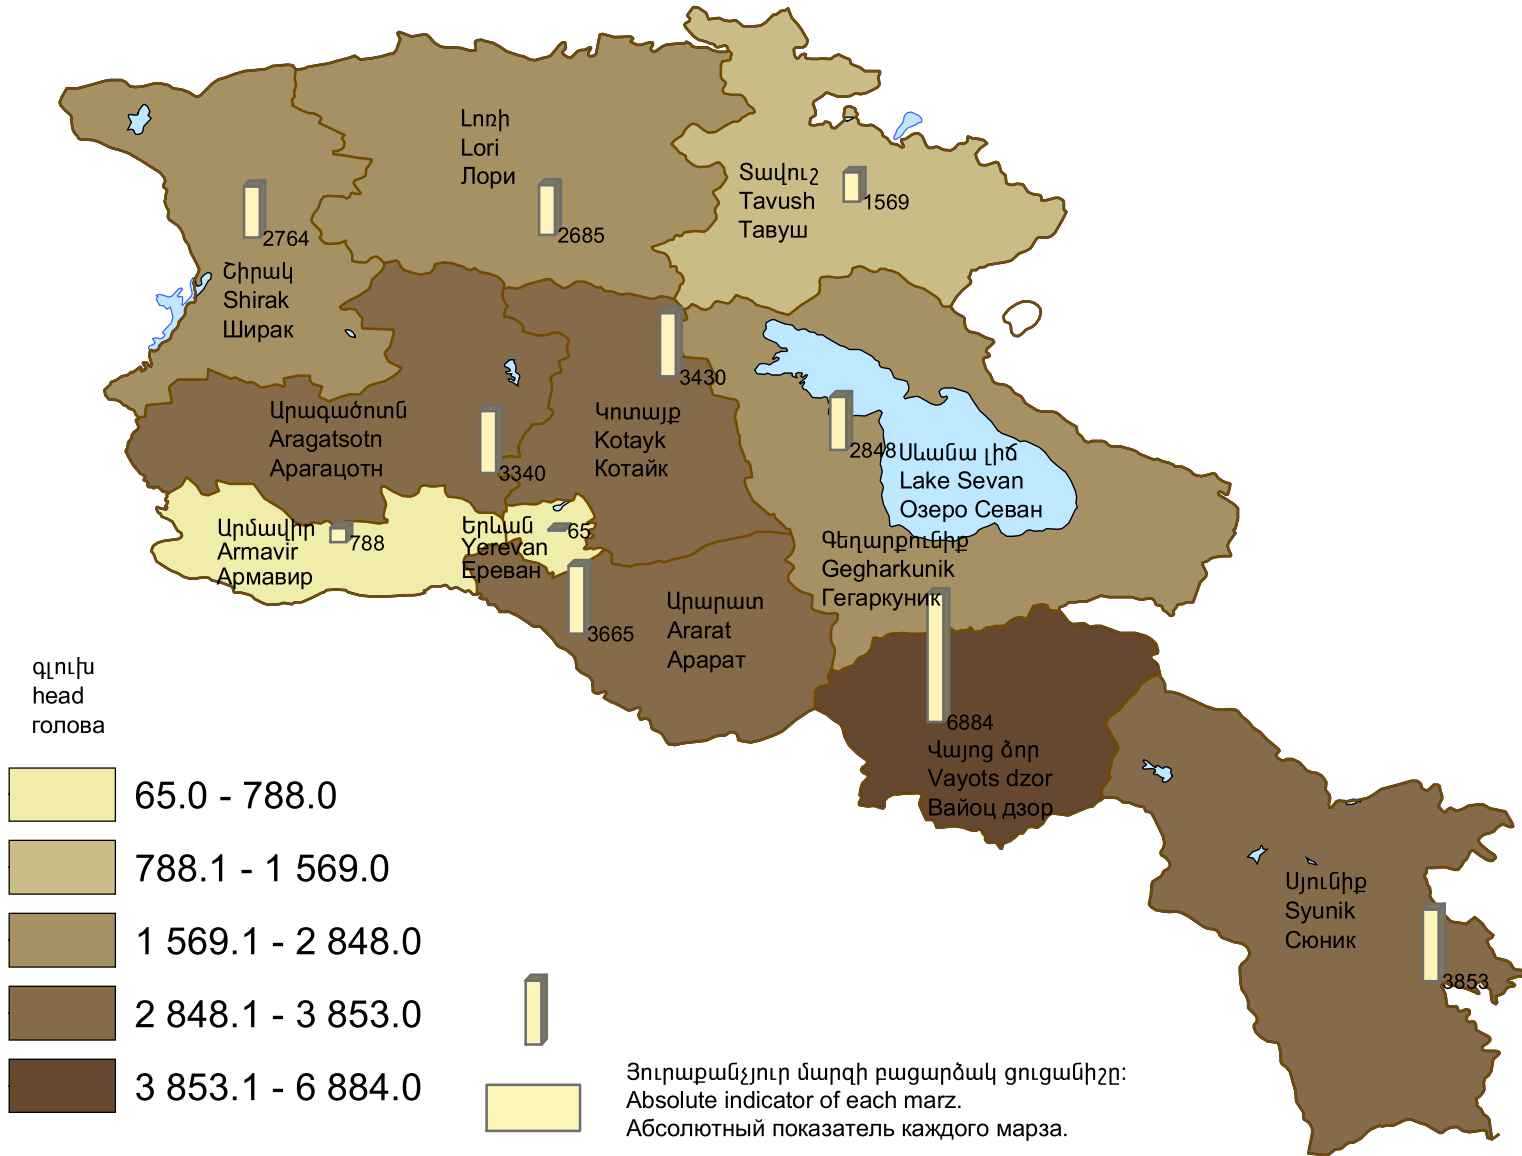 Լոռի
Lori
Лори
2685
Տավուշ
Tavush
Тавуш
1569
2764
Շիրակ
Shirak
Ширак
3430
Արագածոտն
Aragatsotn
Арагацотн
3340
Կոտայք
Kotayk
Котайк
2848
Սևանա լիճ
Lake Sevan
Озеро Севан
Արմավիր
Armavir
Армавир
788
Երևան
Yerevan
Ереван
65
Գեղարքունիք
Gegharkunik
Гегаркуник
3665
Արարատ
Ararat
Арарат
6884
Վայոց ձոր
Vayots dzor
Вайоц дзор
Սյունիք
Syunik
Сюник
3853
գլուխ
head
голова
65.0 - 788.0
788.1 - 1 569.0
1 569.1 - 2 848.0
2 848.1 - 3 853.0
3 853.1 - 6 884.0
Յուրաքանչյուր մարզի բացարձակ ցուցանիշը:
Absolute indicator of each marz.
Абсолютный показатель каждого марза.